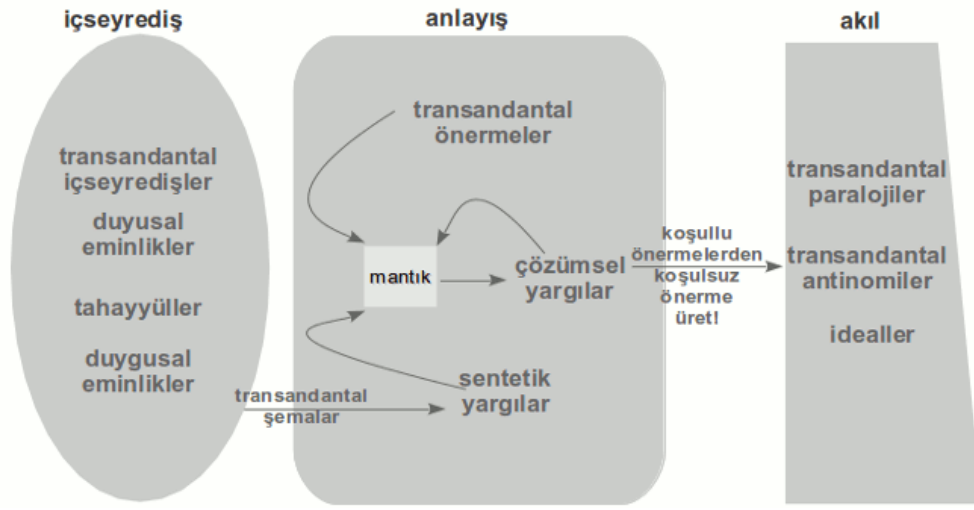 içseyrediş
anlayış
akıl
transandantal
içseyredişler
duyusal
eminlikler
tahayyüller
duygusal
eminlikler
transandantal
şemalar
transandantal
önermeler
mantık
çözümsel
yargılar
sentetik
yargılar
koşullu
önermelerden
koşulsuz
önerme
üret!
transandantal
paralojiler
transandantal
antinomiler
idealler